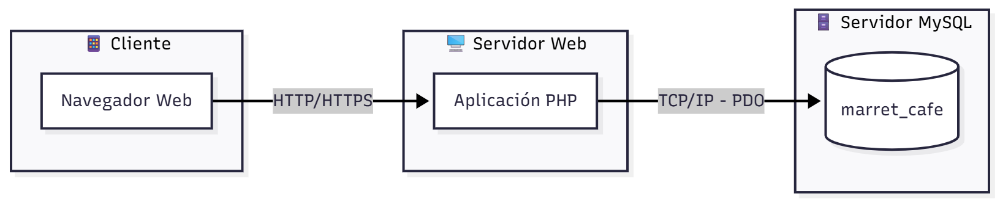 Cliente
Navegador Web
HTTP/HTTPS
Servidor Web
Aplicación PHP
TCP/IP - PDO
Servidor MySQL
marret_cafe